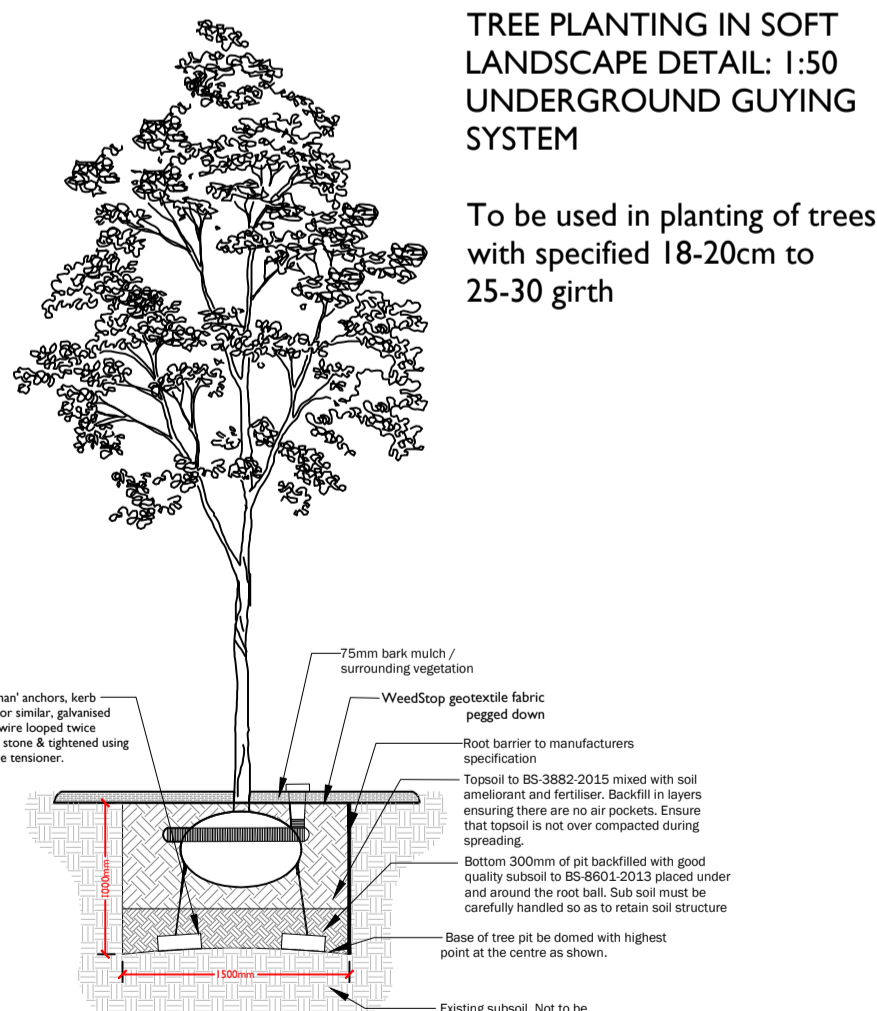 TREE PLANTING IN SOFT
LANDSCAPE DETAIL: 1:50
UNDERGROUND GUYING
SYSTEM
To be used in planting of trees
with specified 18-20cm to
25-30 girth
75mm bark mulch /
surrounding vegetation
man' anchors, kerb
or similar, galvanised
wire looped twice
stone & tightened using
e tensioner.
WeedStop geotextile fabric
pegged down
Root barrier to manufacturers
specification
Topsoil to BS-3882-2015 mixed with soil
ameliorant and fertiliser. Backfill in layers
ensuring there are no air pockets. Ensure
that topsoil is not over compacted during
spreading.
Bottom 300mm of pit backfilled with good
quality subsoil to BS-8601-2013 placed under
and around the root ball. Sub soil must be
carefully handled so as to retain soil structure
Base of tree pit be domed with highest
point at the centre as shown.
1000mm
1500mm
Existing subsoil. Not to be